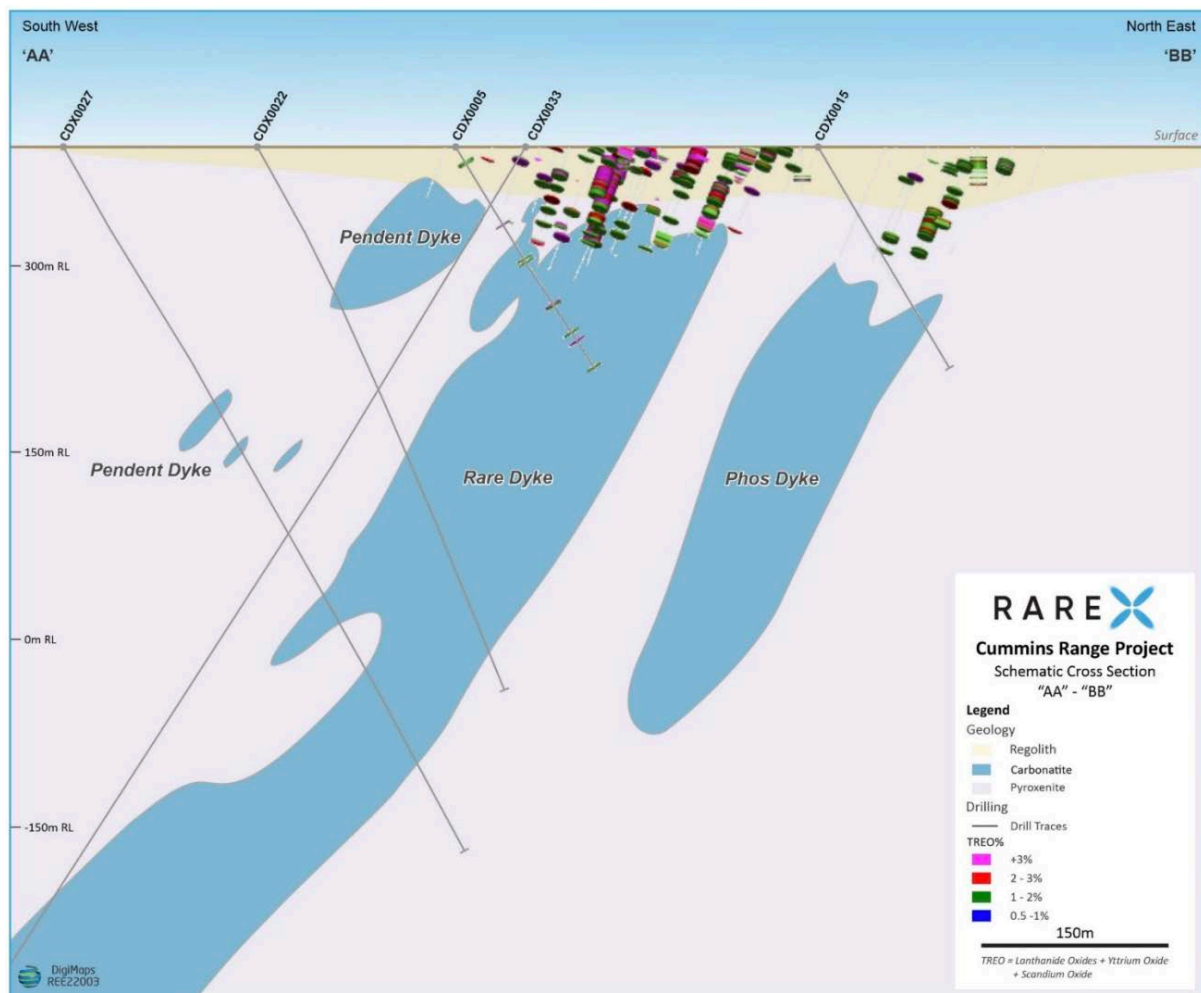 South West
North East
'AA'
'BB'
CDX0027
CDX0022
CDX0005
CDX0033
CDX0015
Surface
Pendent Dyke
300m RL
150m RL
Pendent Dyke
Rare Dyke
Phos Dyke
0m RL
-150m RL
RAREX
Cummins Range Project
Schematic Cross Section
"AA" - "BB"
Legend
Geology
Regolith
Carbonatite
Pyroxenite
Drilling
Drill Traces
TREO%
+3%
2 - 3%
1 - 2%
0.5 -1%
150m
TREO = Lanthanide Oxides + Yttrium Oxide
+ Scandium Oxide
DigiMaps
REE22003